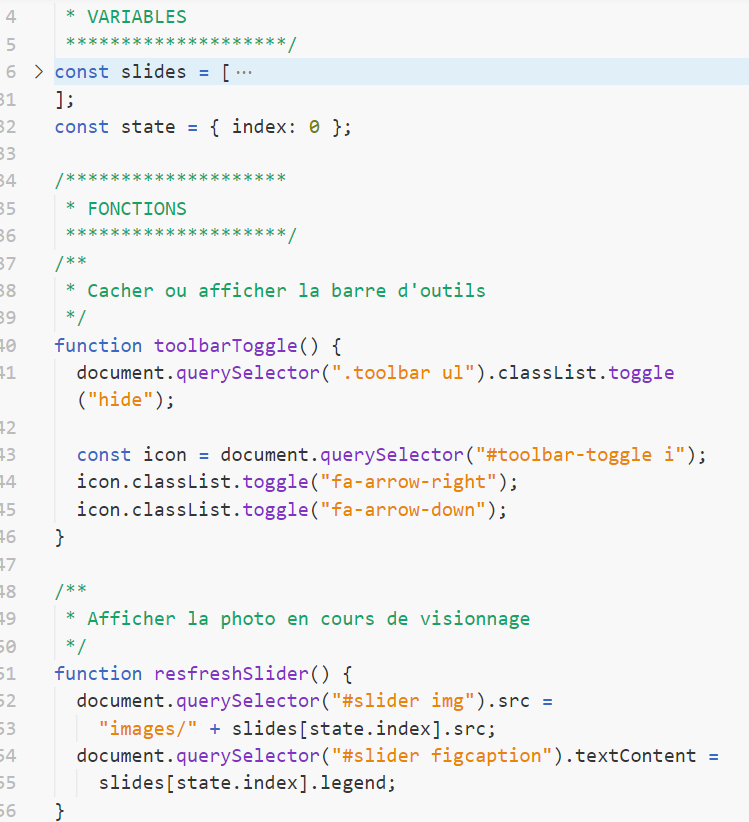 4 * VARIABLES
5 ********************/
6 > const slides = [ ···
31 ];
32 const state = { index: 0 };
33
34 /********************
35 * FONCTIONS
36 ********************/
37 /**
38 * Cacher ou afficher la barre d'outils
39 */
40 function toolbarToggle() {
41 document.querySelector(".toolbar ul").classList.toggle
("hide");
42
43 const icon = document.querySelector("#toolbar-toggle i");
44 icon.classList.toggle("fa-arrow-right");
45 icon.classList.toggle("fa-arrow-down");
46 }
47
48 /**
49 * Afficher la photo en cours de visionnage
50 */
51 function resfreshSlider() {
52 document.querySelector("#slider img").src =
53 "images/" + slides[state.index].src;
54 document.querySelector("#slider figcaption").textContent =
55 slides[state.index].legend;
56 }